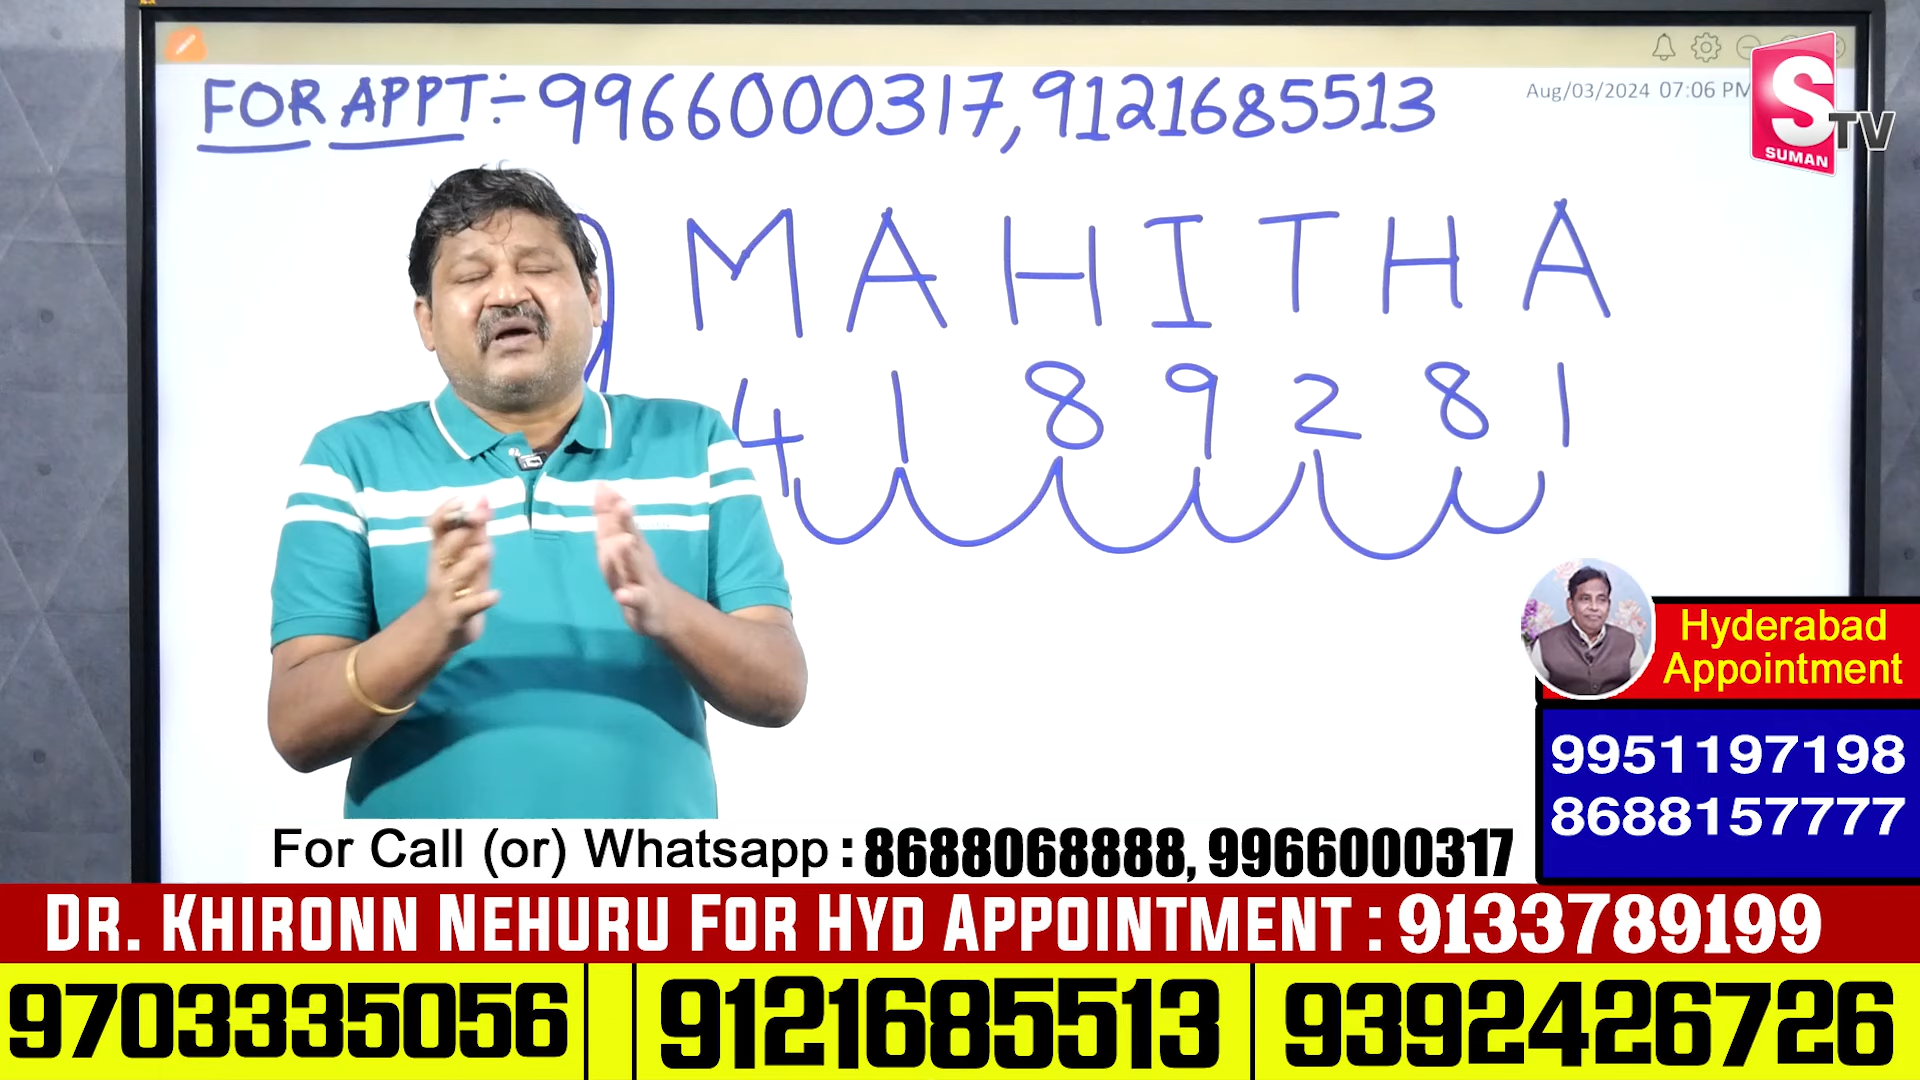 FOR APPT:- 9966000317, 9121685513
Aug/03/2024 07:06 PM
S TV
SUMAN
MAHITHA
4 1 8 9 2 8 1
Hyderabad
Appointment
9951197198
8688157777
For Call (or) Whatsapp : 8688068888, 9966000317
DR. KHIRONN NEHURU FOR HYD APPOINTMENT : 9133789199
9703335056
9121685513
9392426726